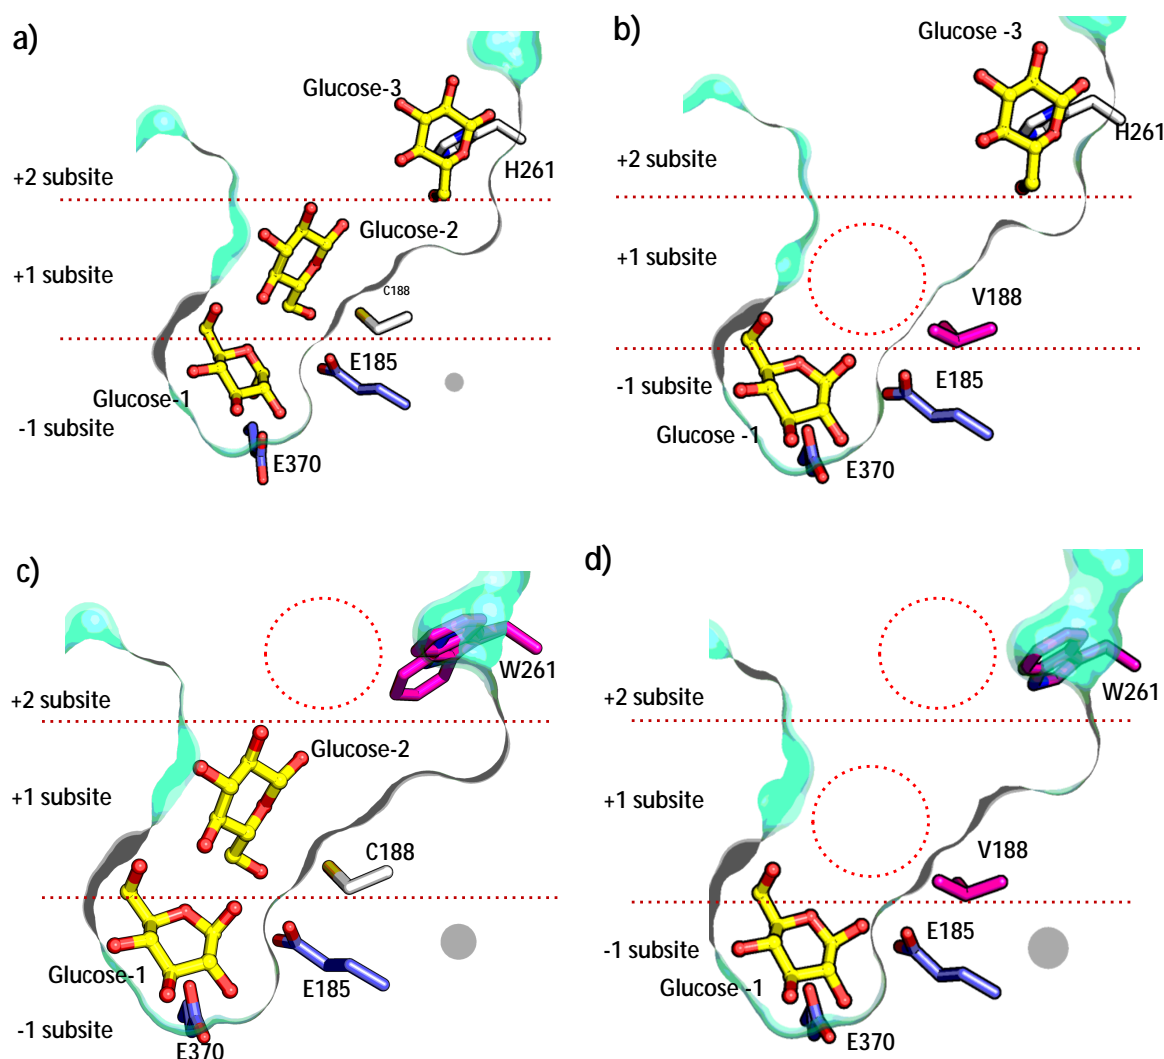 a)
Glucose-3
H261
+2 subsite
Glucose-2
+1 subsite
C188
E185
Glucose-1
-1 subsite
E370
b)
Glucose -3
H261
+2 subsite
+1 subsite
V188
-1 subsite
E185
Glucose -1
E370
c)
W261
+2 subsite
Glucose-2
+1 subsite
C188
Glucose-1
E185
-1 subsite
E370
d)
W261
+2 subsite
+1 subsite
V188
E185
-1 subsite
Glucose -1
E370